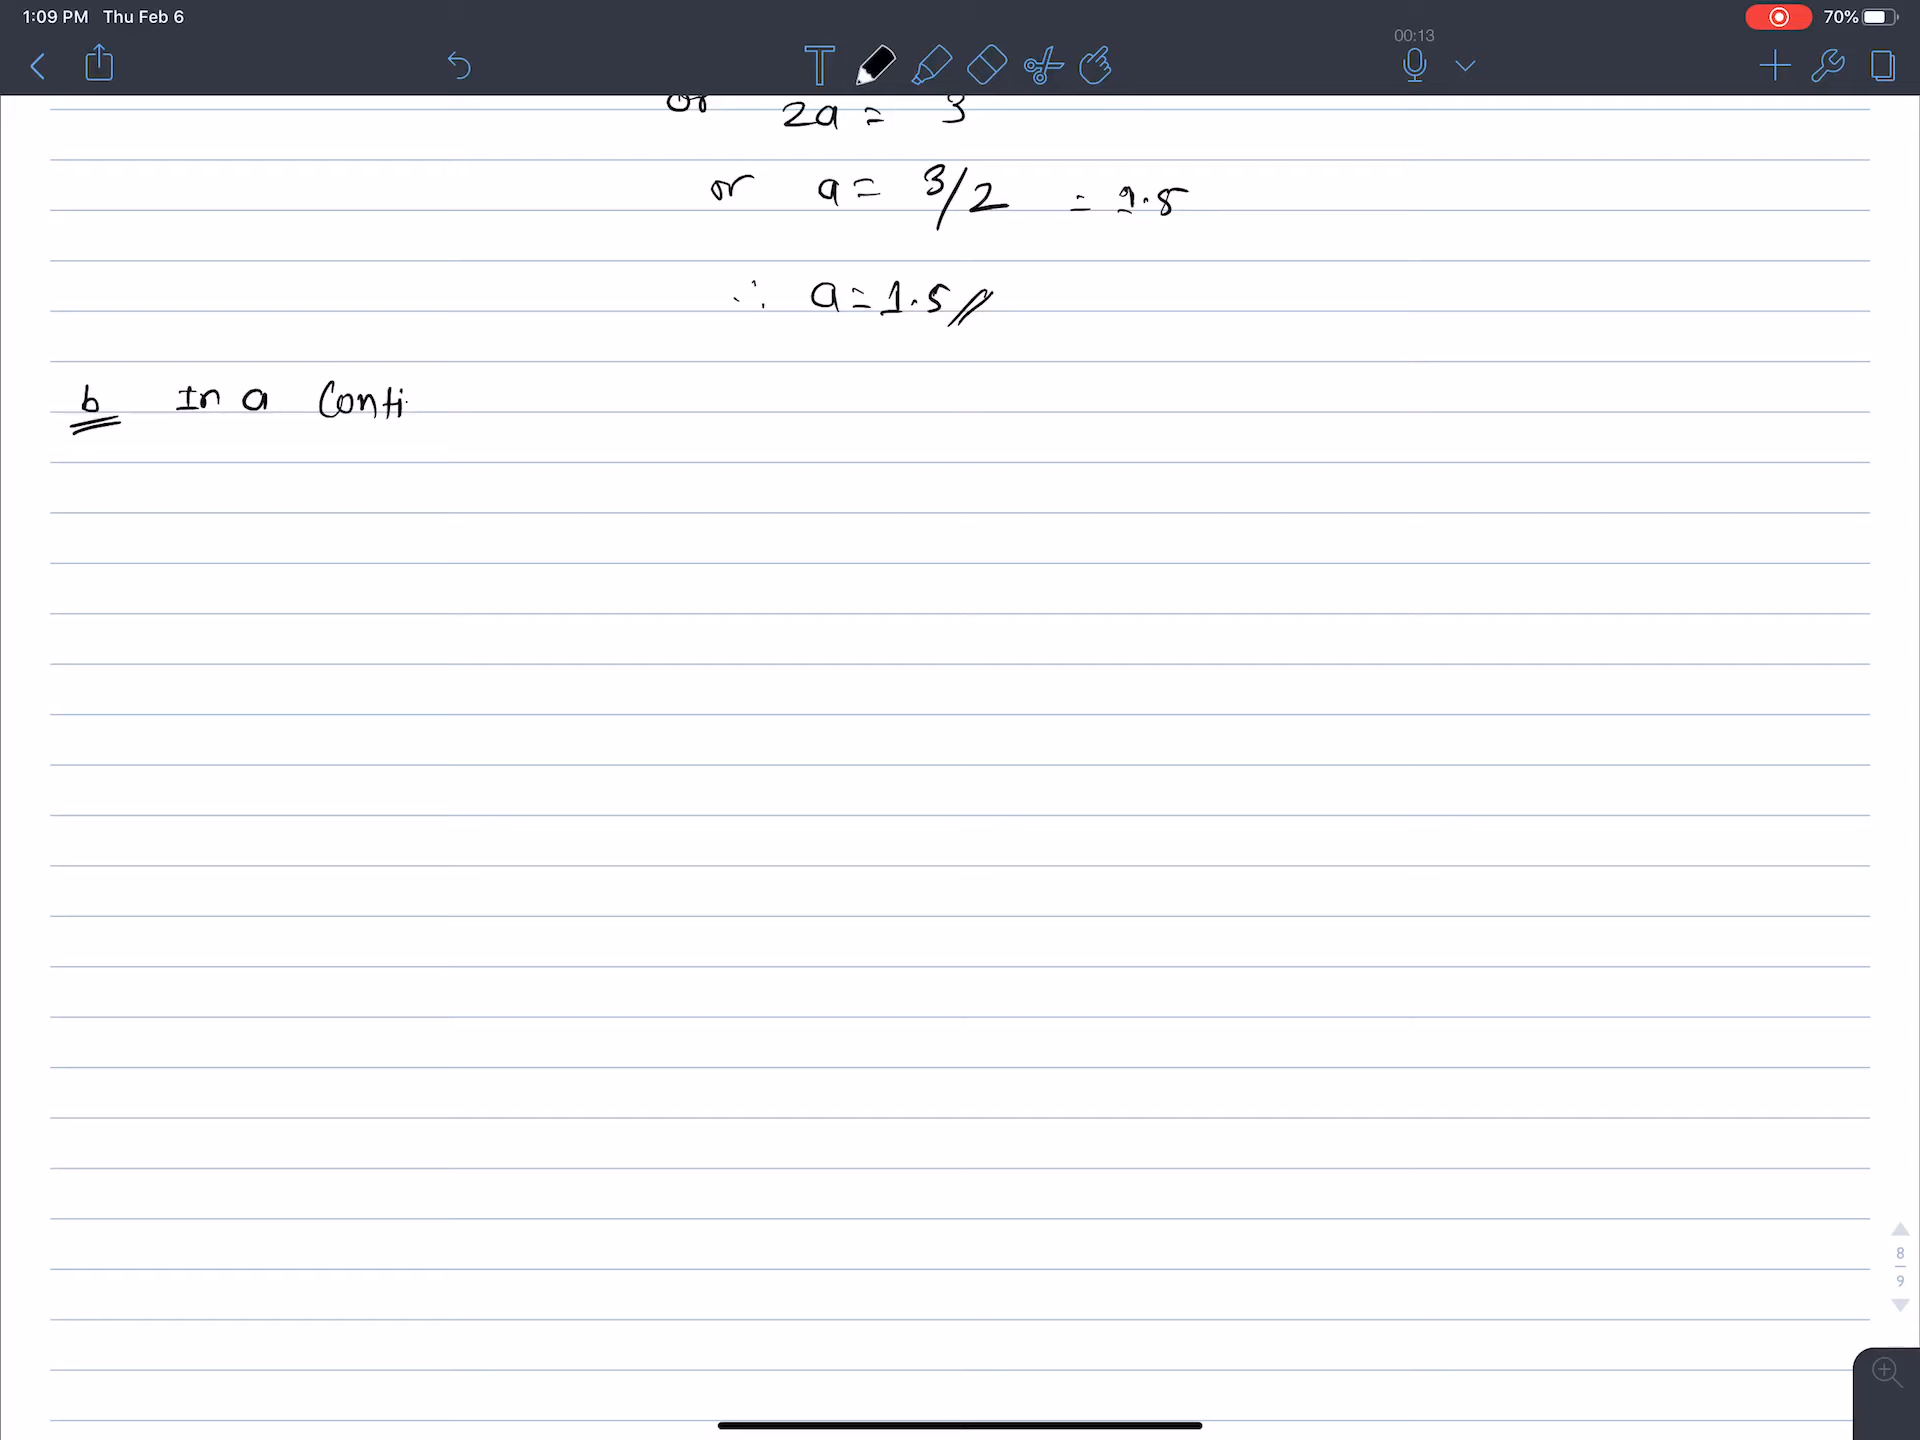 1:09 PM Thu Feb 6
70%
00:13
or 2a = 3
or a = 3/2 = 1.5
∴ a = 1.5 //
b In a Conti
8
9